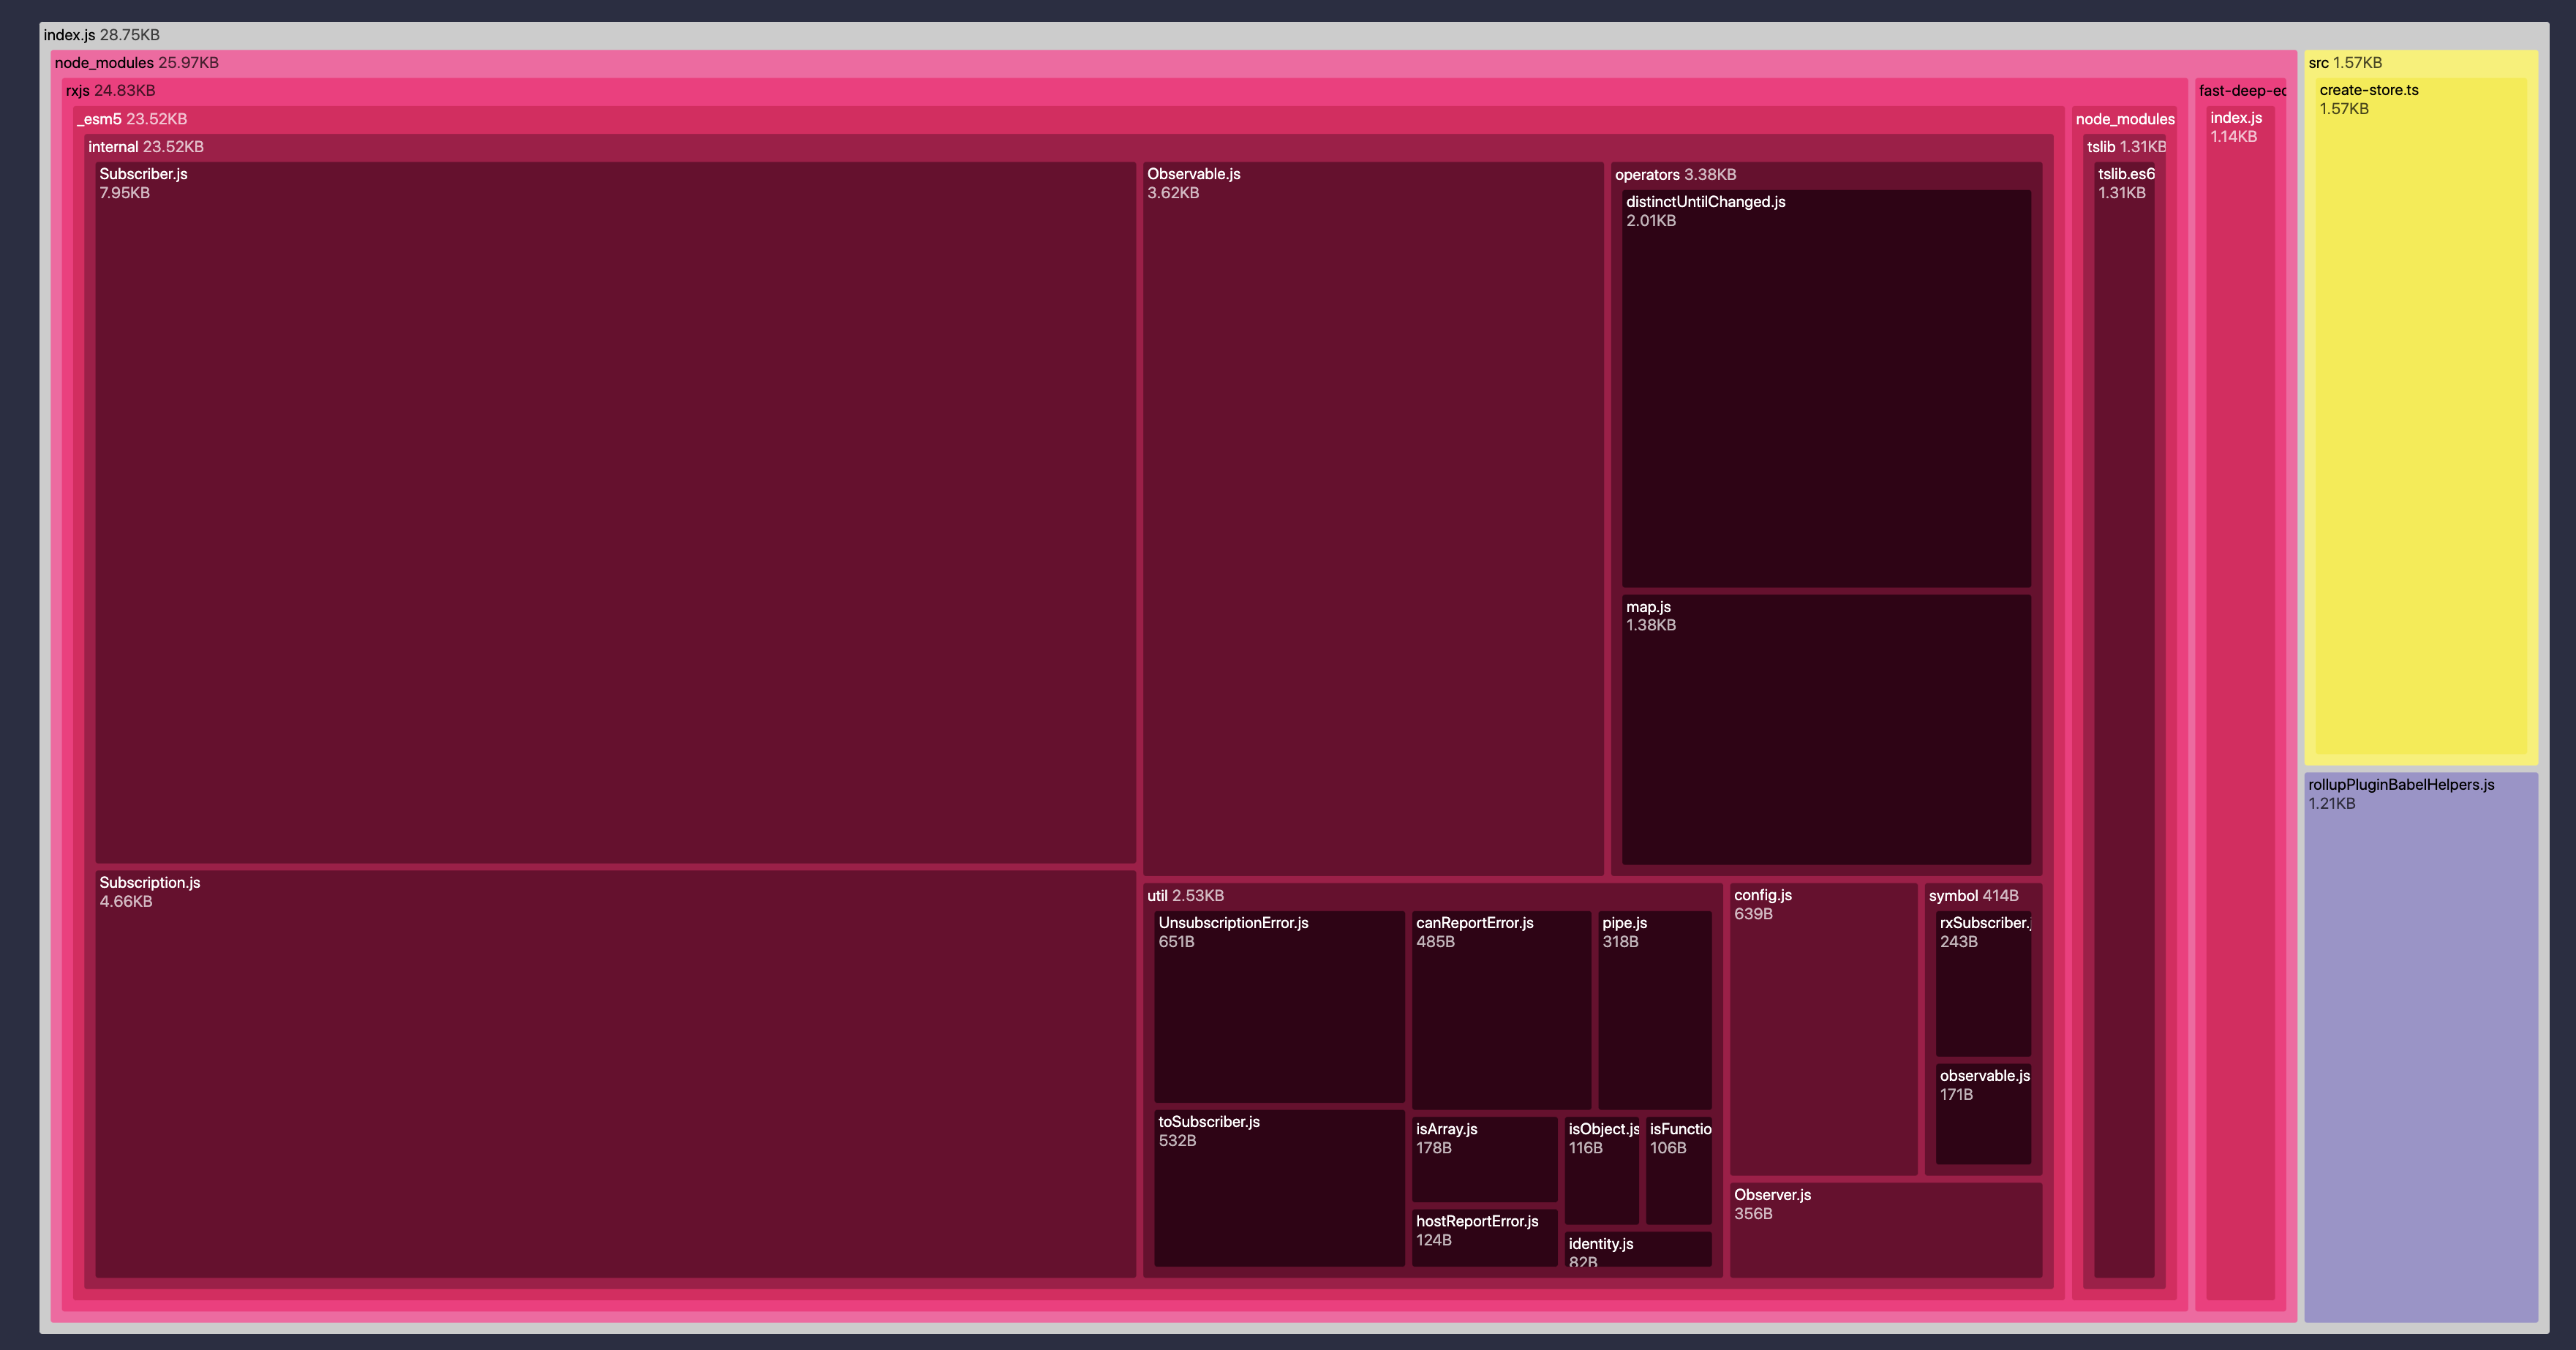 index.js 28.75KB
node_modules 25.97KB
rxjs 24.83KB
_esm5 23.52KB
internal 23.52KB
Subscriber.js
7.95KB
Subscription.js
4.66KB
Observable.js
3.62KB
operators 3.38KB
distinctUntilChanged.js
2.01KB
map.js
1.38KB
util 2.53KB
UnsubscriptionError.js
651B
toSubscriber.js
532B
canReportError.js
485B
pipe.js
318B
isArray.js
178B
hostReportError.js
124B
isObject.js
116B
isFunctio
106B
identity.js
82B
config.js
639B
symbol 414B
rxSubscriber.j
243B
observable.js
171B
Observer.js
356B
node_modules
tslib 1.31KB
tslib.es6
1.31KB
fast-deep-ec
index.js
1.14KB
src 1.57KB
create-store.ts
1.57KB
rollupPluginBabelHelpers.js
1.21KB